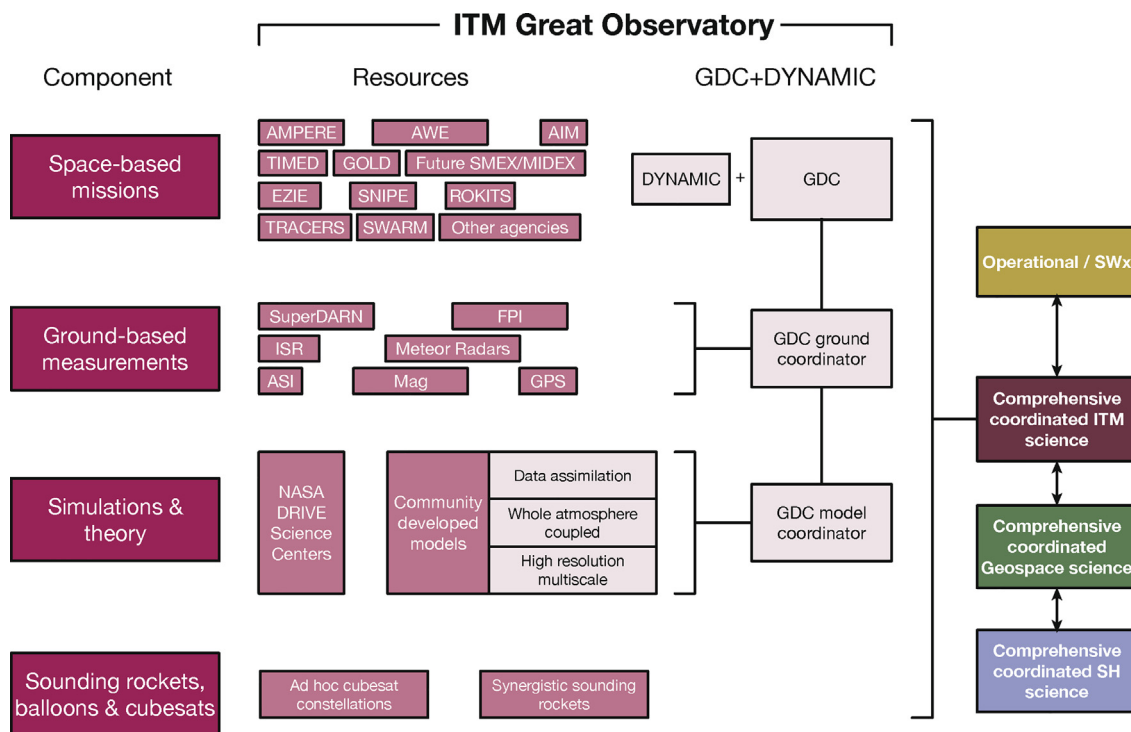 ITM Great Observatory
Component
Resources
GDC+DYNAMIC
Space-based
missions
AMPERE
AWE
AIM
TIMED
GOLD
Future SMEX/MIDEX
EZIE
SNIPE
ROKITS
TRACERS
SWARM
Other agencies
DYNAMIC
+
GDC
Ground-based
measurements
SuperDARN
FPI
ISR
Meteor Radars
ASI
Mag
GPS
GDC ground
coordinator
Simulations &
theory
NASA
DRIVE
Science
Centers
Community
developed
models
Data assimilation
Whole atmosphere
coupled
High resolution
multiscale
GDC model
coordinator
Sounding rockets,
balloons & cubesats
Ad hoc cubesat
constellations
Synergistic sounding
rockets
Operational / SWx
Comprehensive
coordinated ITM
science
Comprehensive
coordinated
Geospace science
Comprehensive
coordinated SH
science